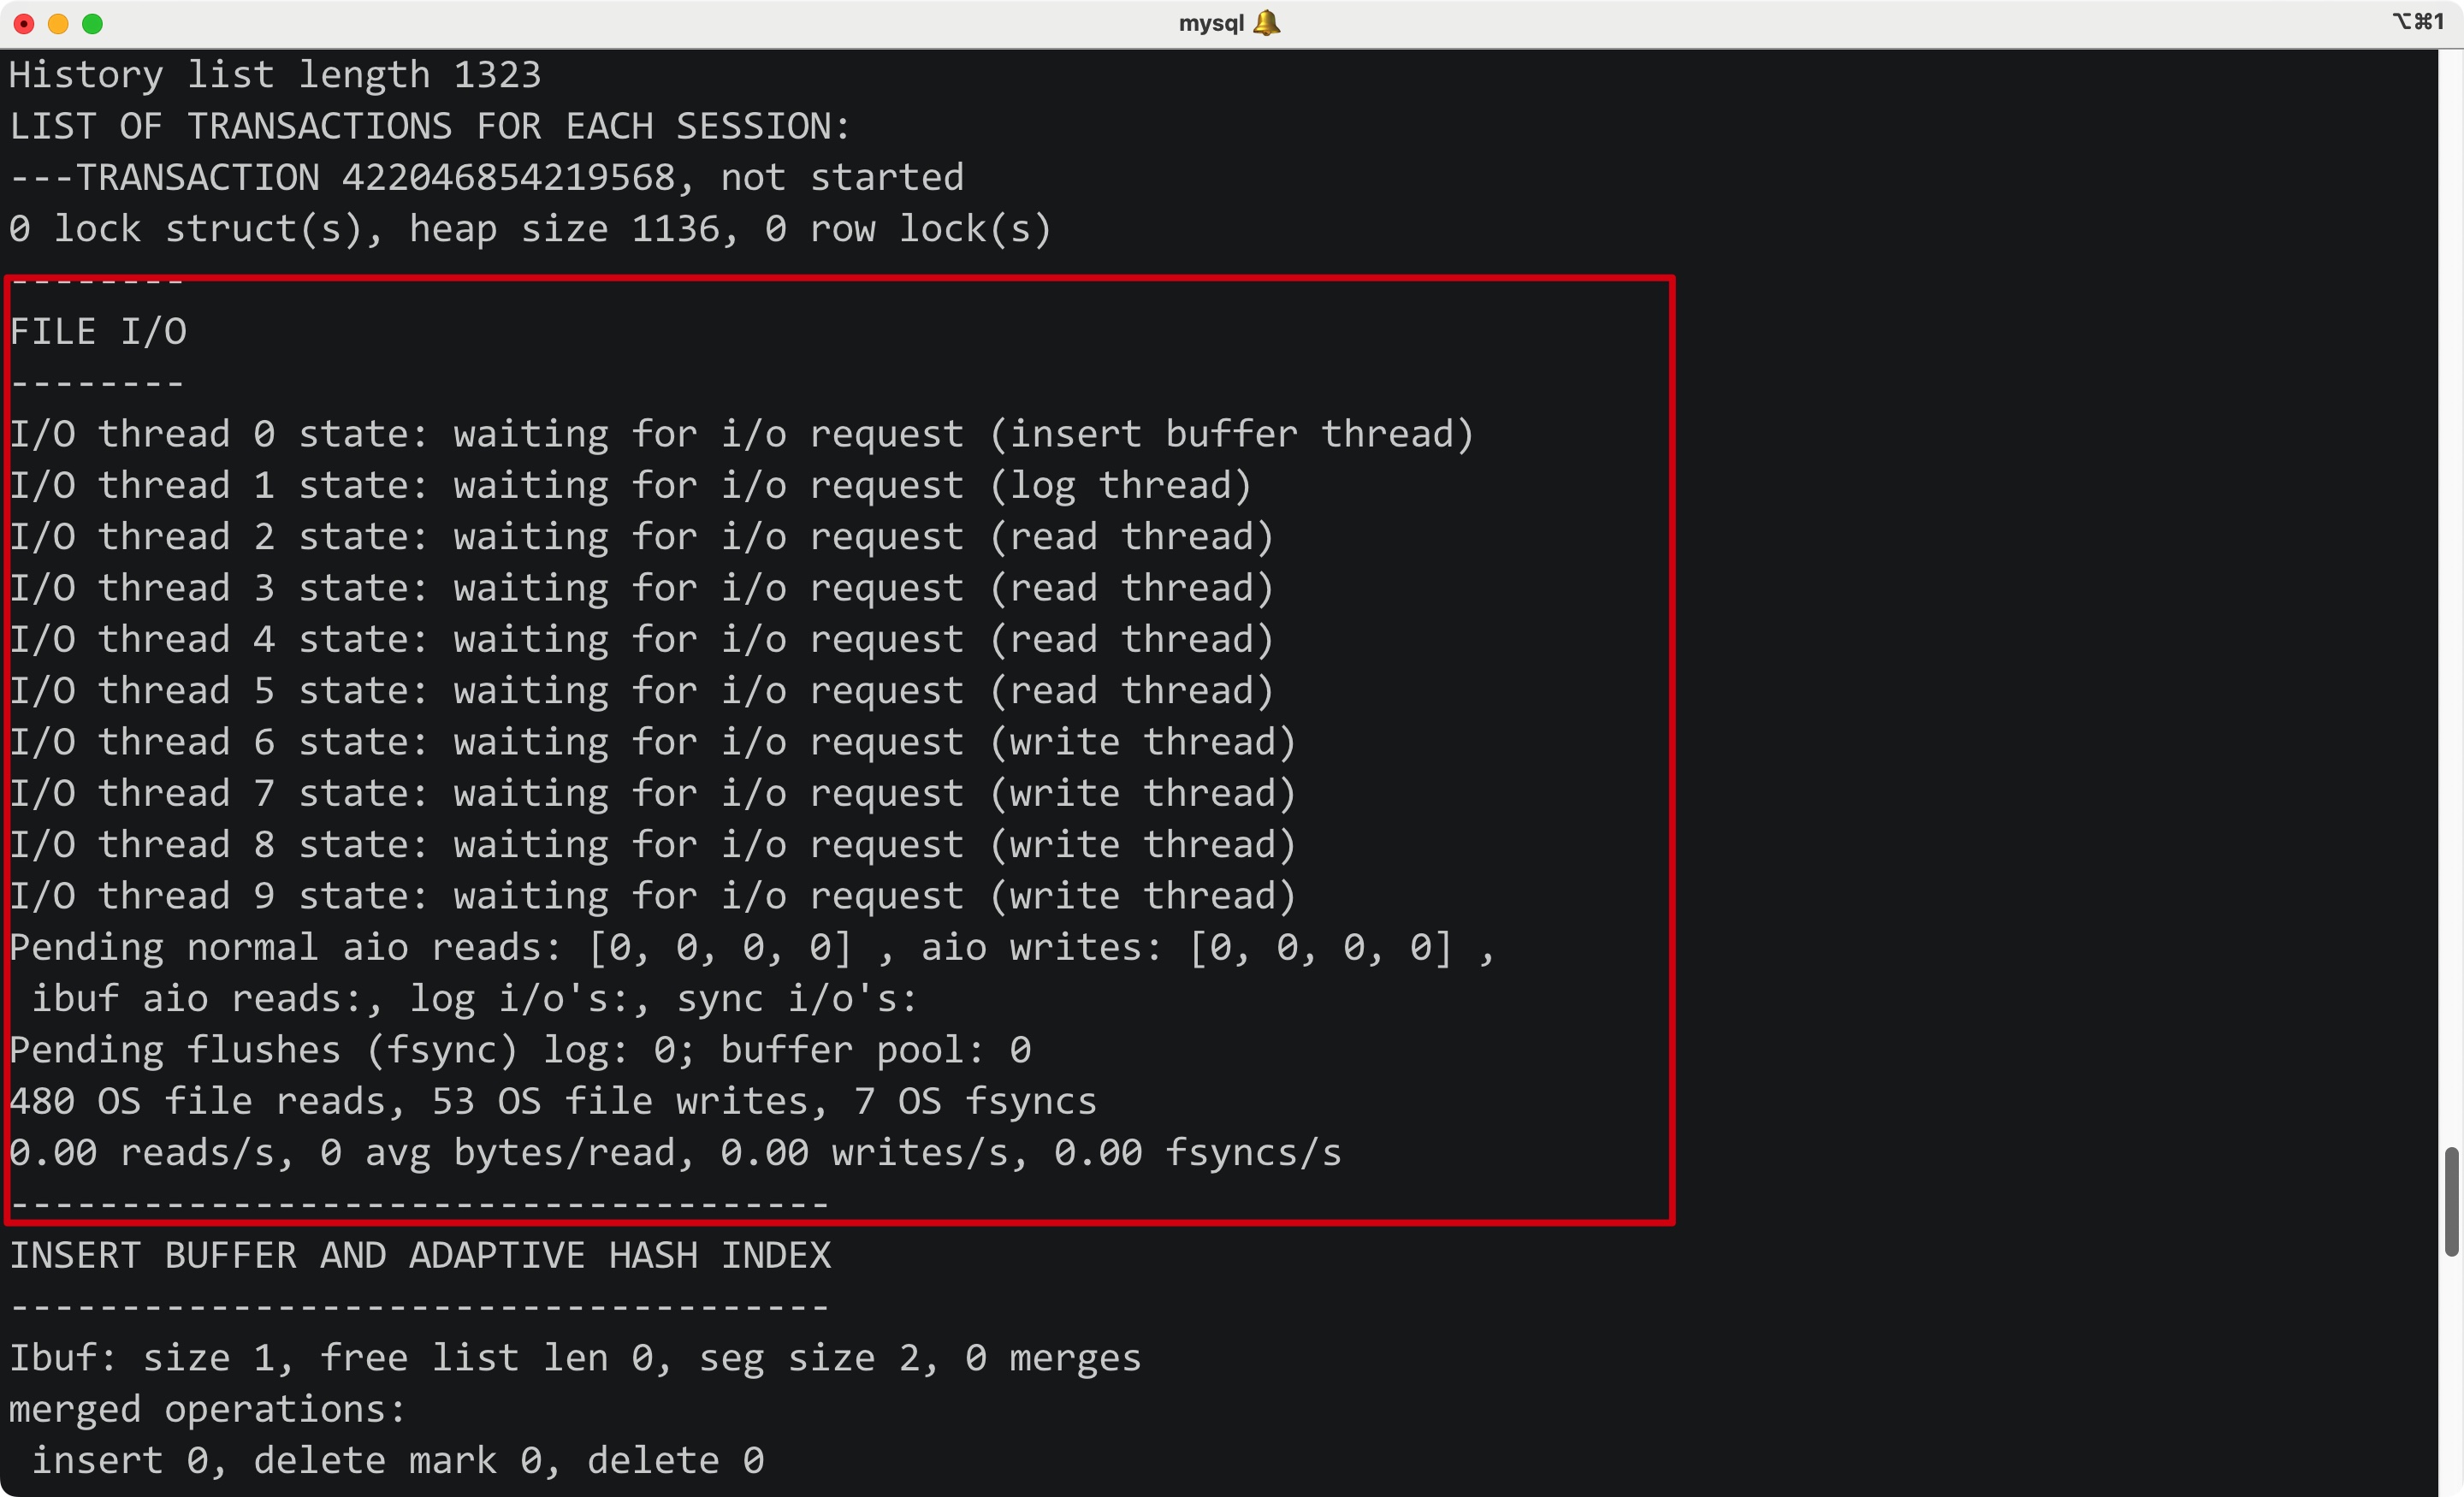 mysql 🔔
⌥⌘1
History list length 1323
LIST OF TRANSACTIONS FOR EACH SESSION:
---TRANSACTION 422046854219568, not started
0 lock struct(s), heap size 1136, 0 row lock(s)
--------
FILE I/O
--------
I/O thread 0 state: waiting for i/o request (insert buffer thread)
I/O thread 1 state: waiting for i/o request (log thread)
I/O thread 2 state: waiting for i/o request (read thread)
I/O thread 3 state: waiting for i/o request (read thread)
I/O thread 4 state: waiting for i/o request (read thread)
I/O thread 5 state: waiting for i/o request (read thread)
I/O thread 6 state: waiting for i/o request (write thread)
I/O thread 7 state: waiting for i/o request (write thread)
I/O thread 8 state: waiting for i/o request (write thread)
I/O thread 9 state: waiting for i/o request (write thread)
Pending normal aio reads: [0, 0, 0, 0] , aio writes: [0, 0, 0, 0] ,
 ibuf aio reads:, log i/o's:, sync i/o's:
Pending flushes (fsync) log: 0; buffer pool: 0
480 OS file reads, 53 OS file writes, 7 OS fsyncs
0.00 reads/s, 0 avg bytes/read, 0.00 writes/s, 0.00 fsyncs/s
-------------------------------------
INSERT BUFFER AND ADAPTIVE HASH INDEX
-------------------------------------
Ibuf: size 1, free list len 0, seg size 2, 0 merges
merged operations:
 insert 0, delete mark 0, delete 0